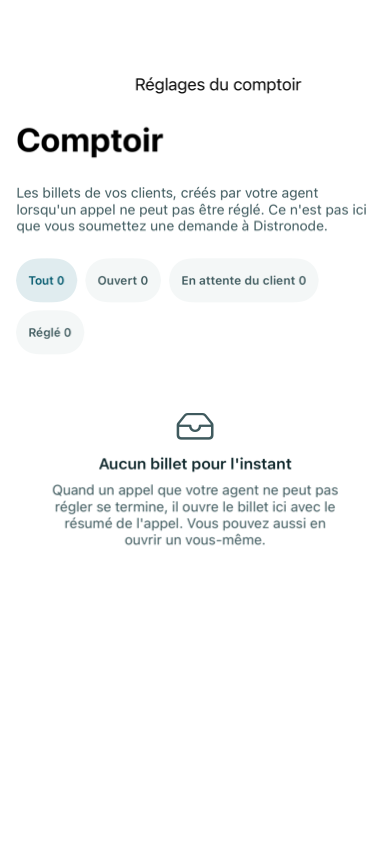 Réglages du comptoir
Comptoir
Les billets de vos clients, créés par votre agent
lorsqu'un appel ne peut pas être réglé. Ce n'est pas ici
que vous soumettez une demande à Distronode.
Tout 0
Ouvert 0
En attente du client 0
Réglé 0
Aucun billet pour l'instant
Quand un appel que votre agent ne peut pas
régler se termine, il ouvre le billet ici avec le
résumé de l'appel. Vous pouvez aussi en
ouvrir un vous-même.